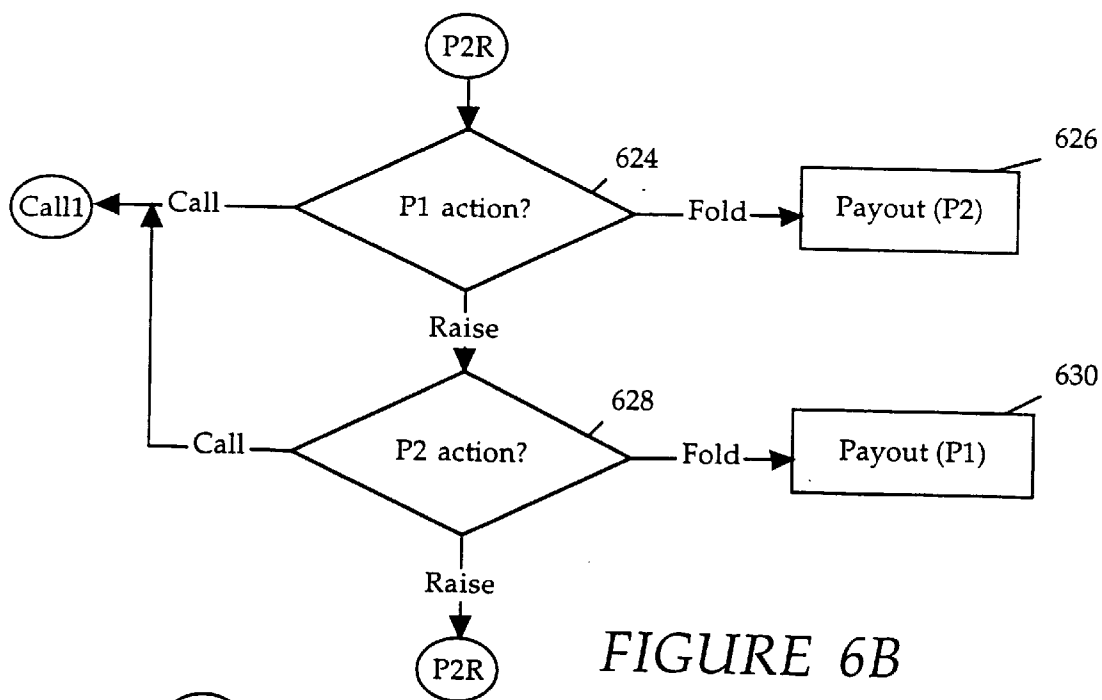 P2R
624
626
Call1
Call
P1 action?
Fold
Payout (P2)
Raise
628
630
Call
P2 action?
Fold
Payout (P1)
Raise
P2R
FIGURE 6B